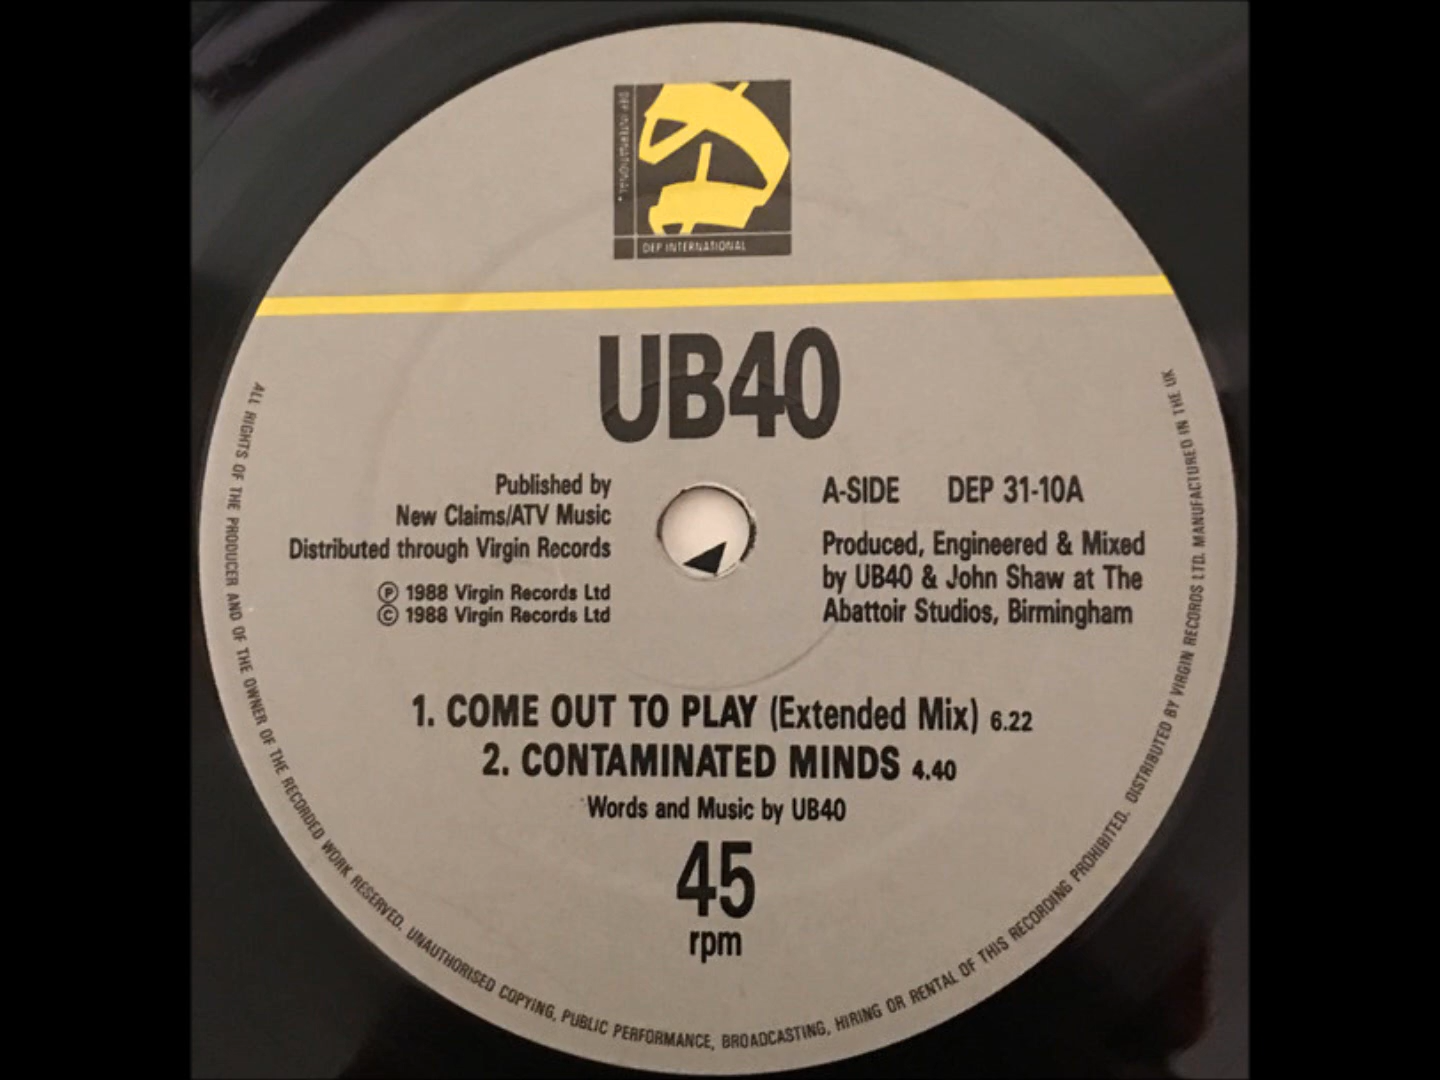 DEP INTERNATIONAL.
DEP INTERNATIONAL
UB40
Published by
New Claims/ATV Music
Distributed through Virgin Records
Ⓟ 1988 Virgin Records Ltd
© 1988 Virgin Records Ltd
A-SIDE DEP 31-10A
Produced, Engineered & Mixed
by UB40 & John Shaw at The
Abattoir Studios, Birmingham
1. COME OUT TO PLAY (Extended Mix) 6.22
2. CONTAMINATED MINDS 4.40
Words and Music by UB40
45
rpm
ALL RIGHTS OF THE PRODUCER AND OF THE OWNER OF THE RECORDED WORK RESERVED. UNAUTHORISED COPYING, PUBLIC PERFORMANCE, BROADCASTING, HIRING OR RENTAL OF THIS RECORDING PROHIBITED. DISTRIBUTED BY VIRGIN RECORDS LTD. MANUFACTURED IN THE UK